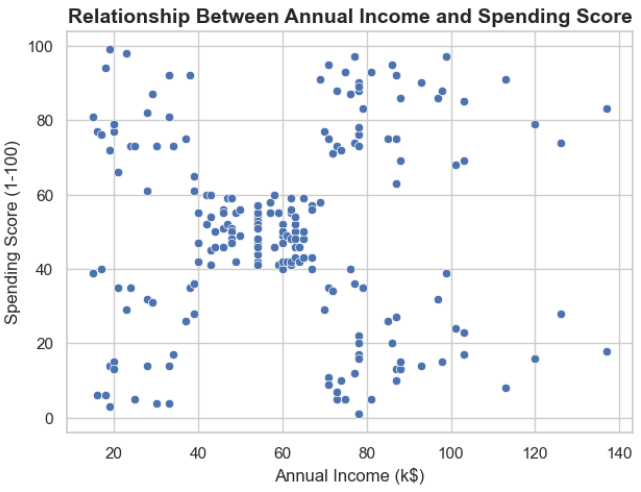 Relationship Between Annual Income and Spending Score
100
80
60
40
20
0
Spending Score (1-100)
20 40 60 80 100 120 140
Annual Income (k$)